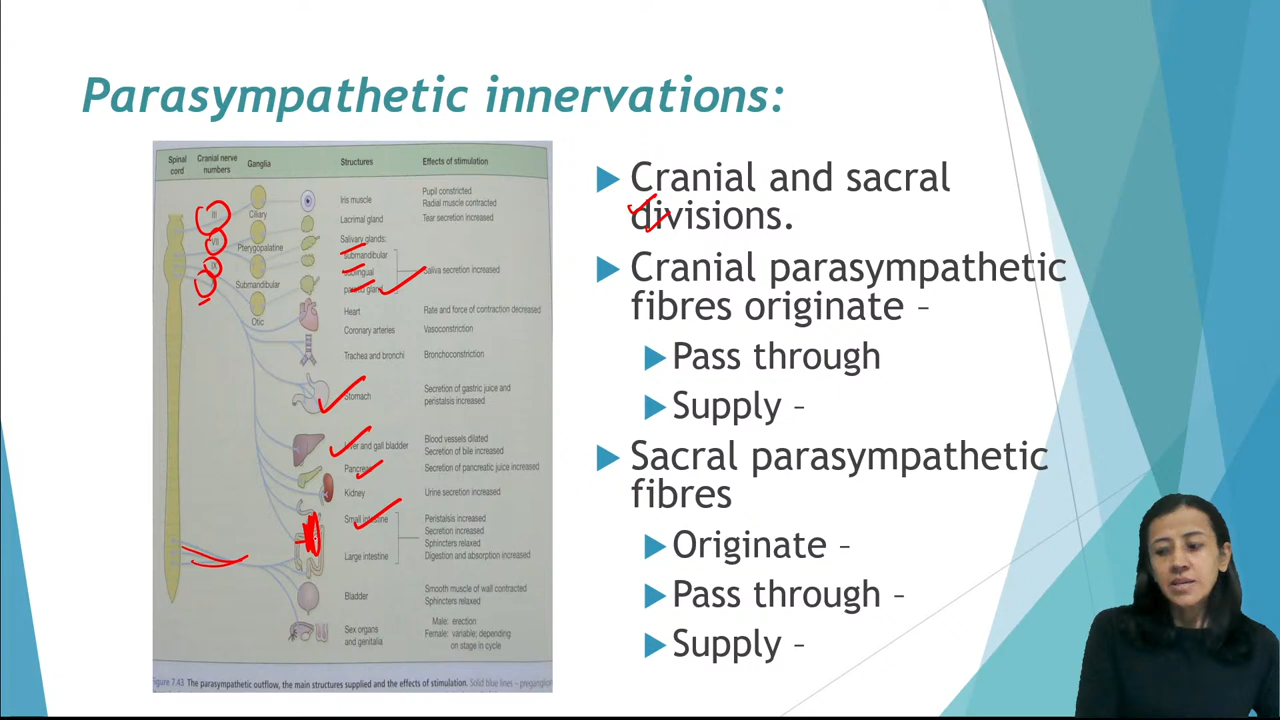 Parasympathetic innervations:
Spinal cord
Cranial nerve numbers
Ganglia
Structures
Effects of stimulation
III
VII
IX
Ciliary
Pterygopalatine
Submandibular
Otic
Iris muscle
Pupil constricted
Radial muscle contracted
Lacrimal gland
Tear secretion increased
Salivary glands:
submandibular
sublingual
parotid gland
Saliva secretion increased
Heart
Rate and force of contraction decreased
Coronary arteries
Vasoconstriction
Trachea and bronchi
Bronchoconstriction
Stomach
Secretion of gastric juice and
peristalsis increased
Liver and gall bladder
Blood vessels dilated
Secretion of bile increased
Pancreas
Secretion of pancreatic juice increased
Kidney
Urine secretion increased
Small intestine
Peristalsis increased
Secretion increased
Sphincters relaxed
Large intestine
Digestion and absorption increased
Bladder
Smooth muscle of wall contracted
Sphincters relaxed
Sex organs
and genitalia
Male: erection
Female: variable; depending
on stage in cycle
Figure 7.43 The parasympathetic outflow, the main structures supplied and the effects of stimulation. Solid blue lines – preganglion
Cranial and sacral
divisions.
Cranial parasympathetic
fibres originate –
Pass through
Supply –
Sacral parasympathetic
fibres
Originate –
Pass through –
Supply –